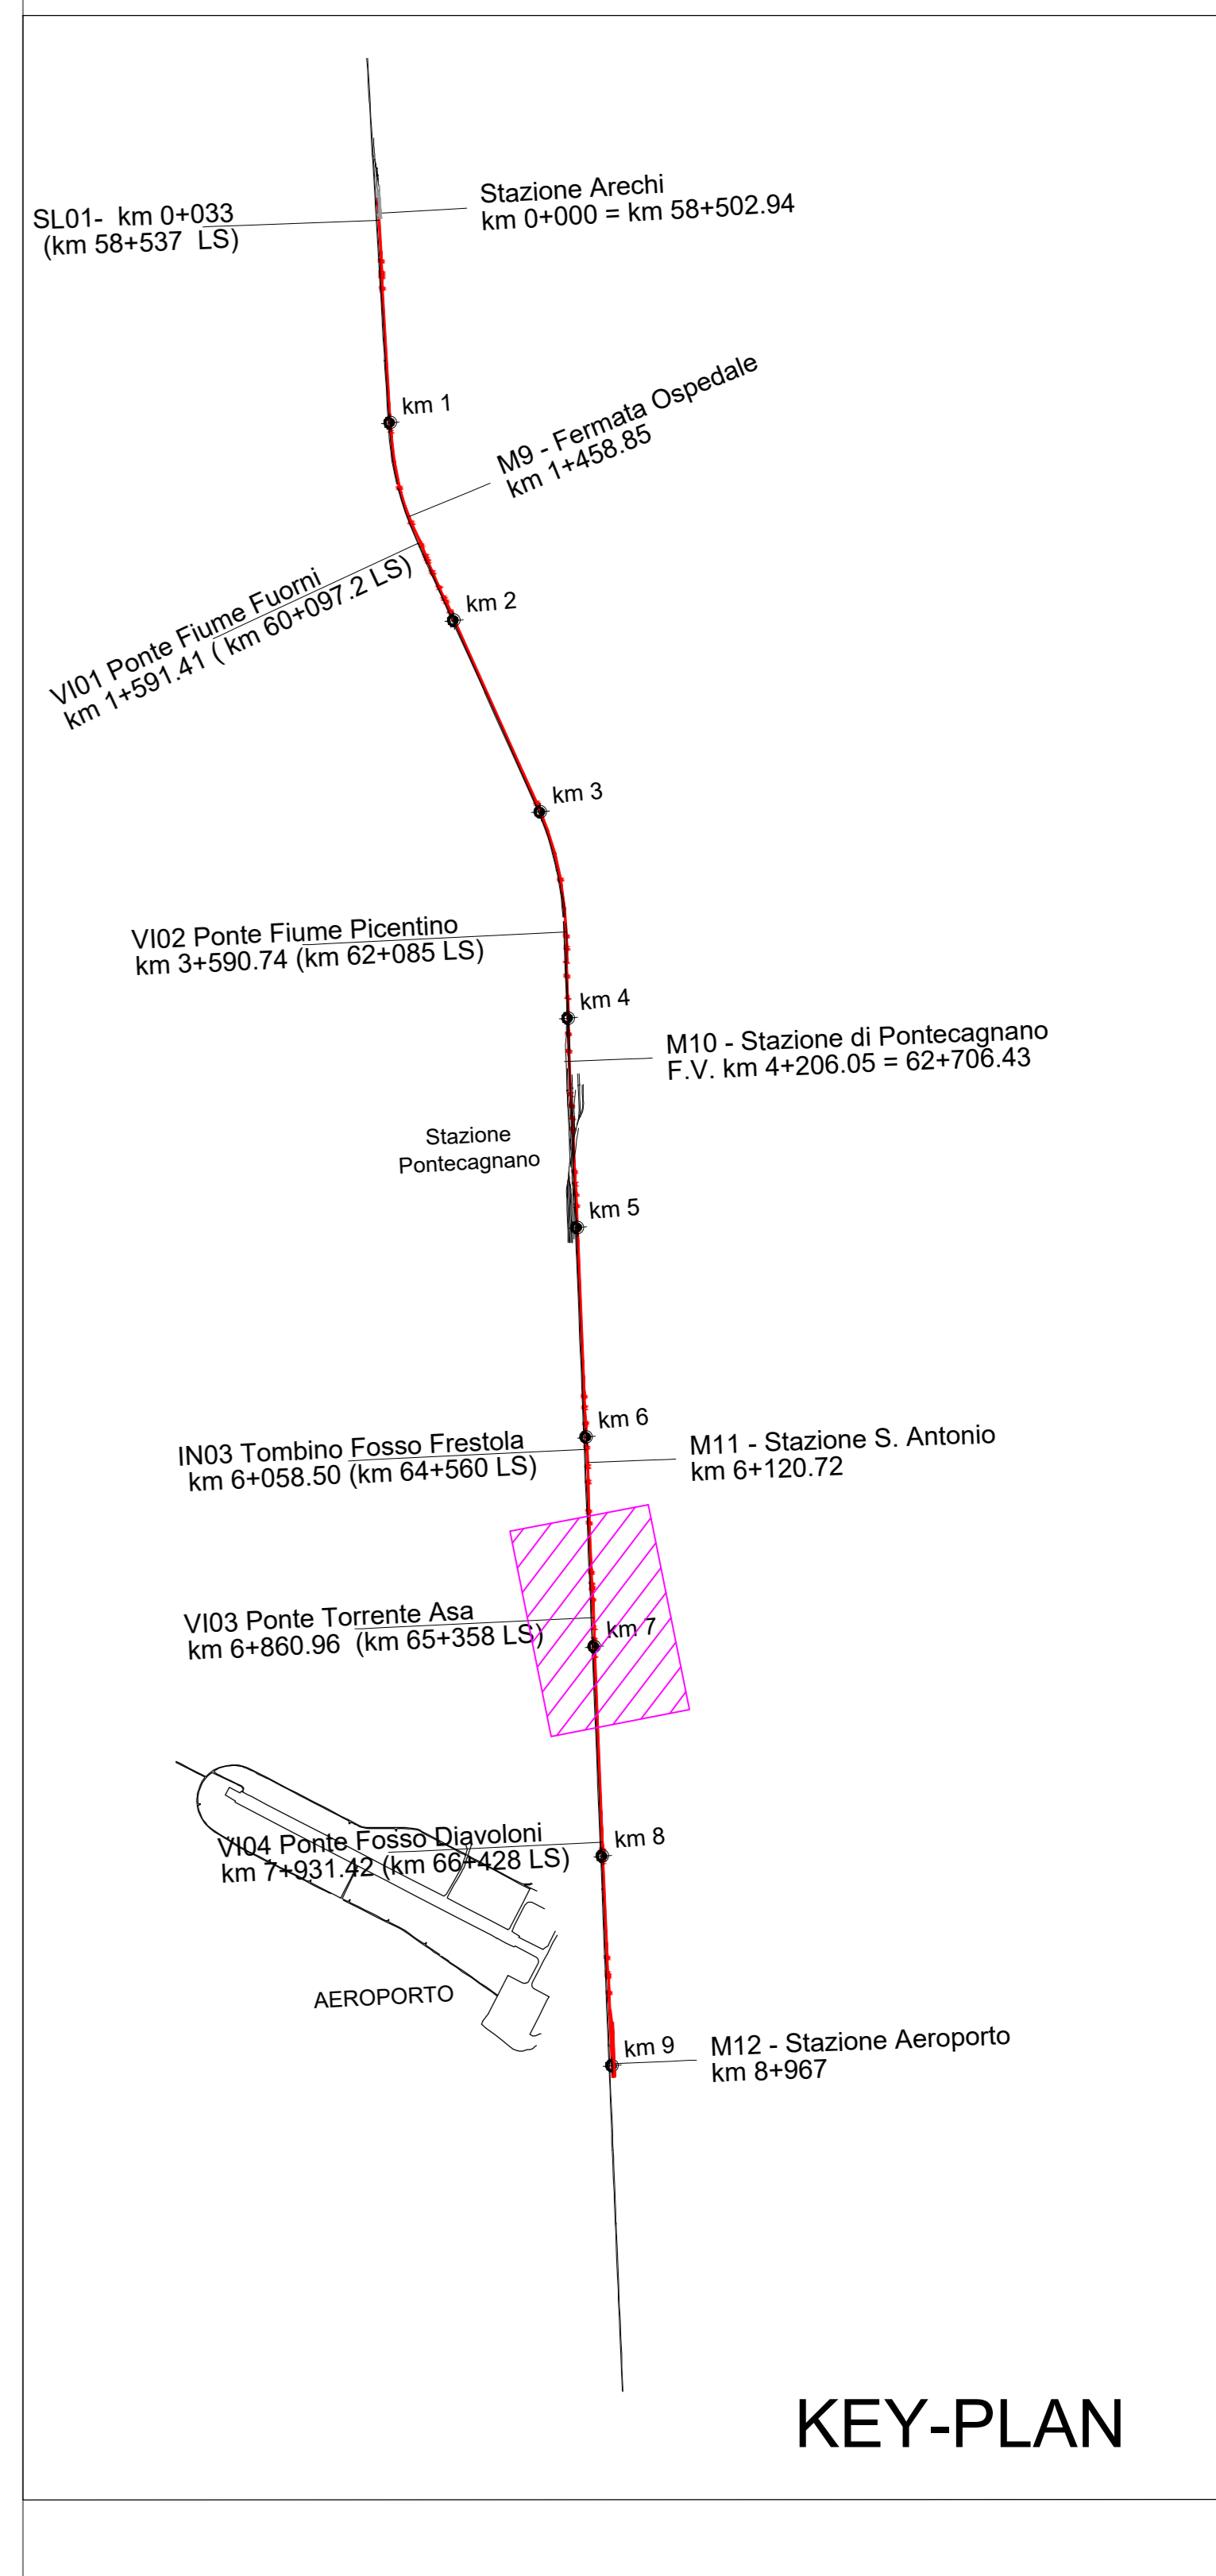 Stazione Arechi
km 0+000 = km 58+502.94
SL01- km 0+033
(km 58+537 LS)
km 1
M9 - Fermata Ospedale
km 1+458.85
VI01 Ponte Fiume Fuorni
km 1+591.41 ( km 60+097.2 LS)
km 2
km 3
VI02 Ponte Fiume Picentino
km 3+590.74 (km 62+085 LS)
km 4
M10 - Stazione di Pontecagnano
F.V. km 4+206.05 = 62+706.43
Stazione
Pontecagnano
km 5
km 6
IN03 Tombino Fosso Frestola
km 6+058.50 (km 64+560 LS)
M11 - Stazione S. Antonio
km 6+120.72
VI03 Ponte Torrente Asa
km 6+860.96 (km 65+358 LS)
km 7
VI04 Ponte Fosso Diavoloni
km 7+931.42 (km 66+428 LS)
km 8
AEROPORTO
km 9
M12 - Stazione Aeroporto
km 8+967
KEY-PLAN